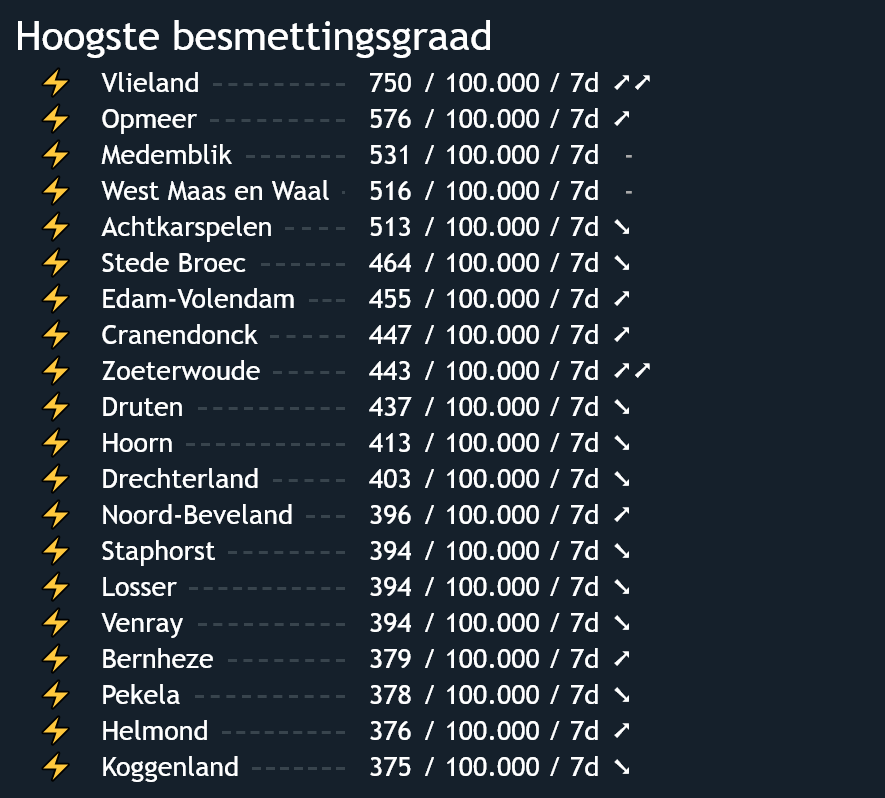 Hoogste besmettingsgraad
⚡ Vlieland --------- 750 / 100.000 / 7d ➚➚
⚡ Opmeer --------- 576 / 100.000 / 7d ➚
⚡ Medemblik ------- 531 / 100.000 / 7d -
⚡ West Maas en Waal - 516 / 100.000 / 7d -
⚡ Achtkarspelen ---- 513 / 100.000 / 7d ➘
⚡ Stede Broec ------ 464 / 100.000 / 7d ➘
⚡ Edam-Volendam --- 455 / 100.000 / 7d ➚
⚡ Cranendonck ----- 447 / 100.000 / 7d ➚
⚡ Zoeterwoude ----- 443 / 100.000 / 7d ➚➚
⚡ Druten ---------- 437 / 100.000 / 7d ➘
⚡ Hoorn ----------- 413 / 100.000 / 7d ➘
⚡ Drechterland ----- 403 / 100.000 / 7d ➘
⚡ Noord-Beveland --- 396 / 100.000 / 7d ➚
⚡ Staphorst -------- 394 / 100.000 / 7d ➘
⚡ Losser ----------- 394 / 100.000 / 7d ➘
⚡ Venray ---------- 394 / 100.000 / 7d ➘
⚡ Bernheze -------- 379 / 100.000 / 7d ➚
⚡ Pekela ---------- 378 / 100.000 / 7d ➘
⚡ Helmond --------- 376 / 100.000 / 7d ➚
⚡ Koggenland ------- 375 / 100.000 / 7d ➘